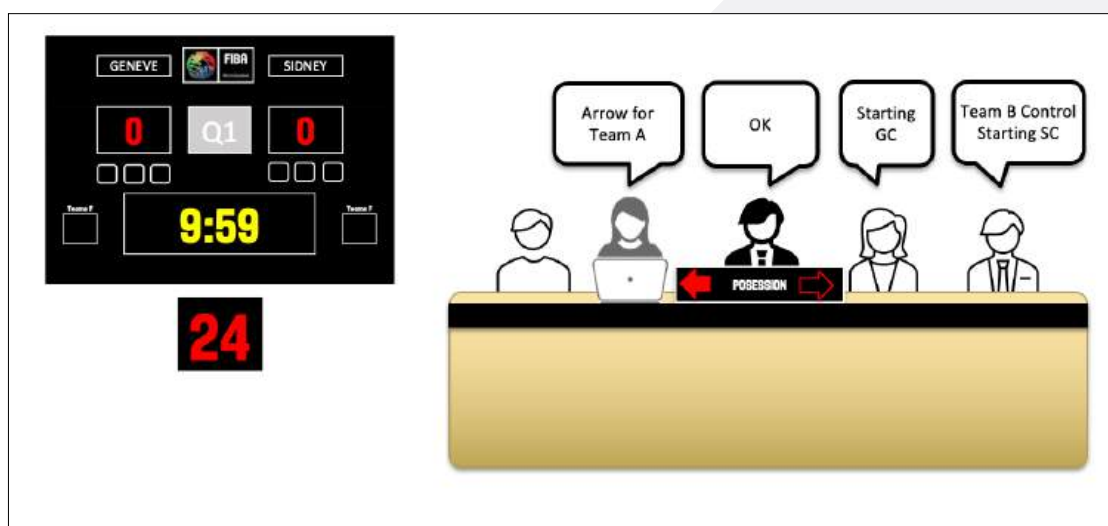 GENEVE
FIBA
SIDNEY
0
Q1
0
9:59
24
Arrow for
Team A
OK
Starting
GC
Team B Control
Starting SC
POSESSION